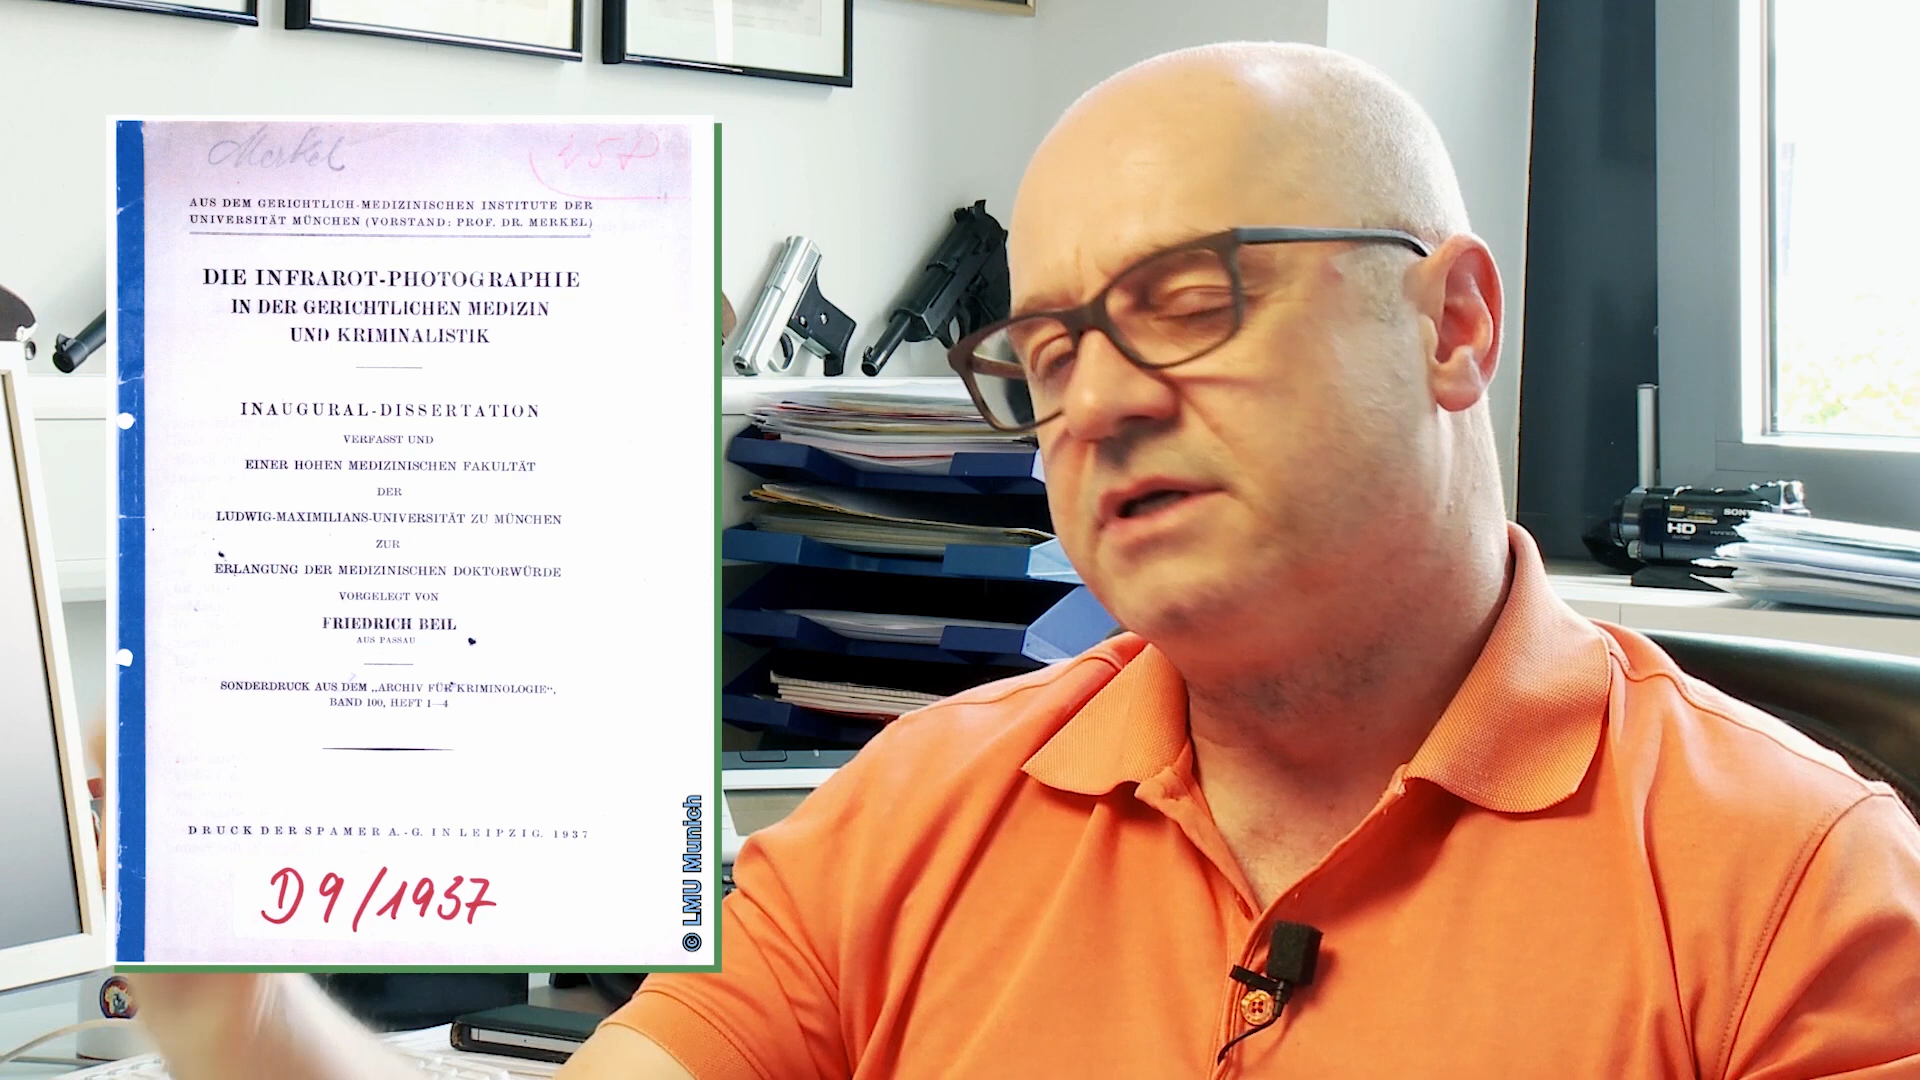 Merkel
AUS DEM GERICHTLICH-MEDIZINISCHEN INSTITUTE DER
UNIVERSITÄT MÜNCHEN (VORSTAND: PROF. DR. MERKEL)
DIE INFRAROT-PHOTOGRAPHIE
IN DER GERICHTLICHEN MEDIZIN
UND KRIMINALISTIK
INAUGURAL-DISSERTATION
VERFASST UND
EINER HOHEN MEDIZINISCHEN FAKULTÄT
DER
LUDWIG-MAXIMILIANS-UNIVERSITÄT ZU MÜNCHEN
ZUR
ERLANGUNG DER MEDIZINISCHEN DOKTORWÜRDE
VORGELEGT VON
FRIEDRICH BEIL
AUS PASSAU
SONDERDRUCK AUS DEM „ARCHIV FÜR KRIMINOLOGIE“,
BAND 100, HEFT 1—4
DRUCK DER SPAMER A.-G. IN LEIPZIG. 1937
D 9/1937
© LMU Munich
SONY
HD